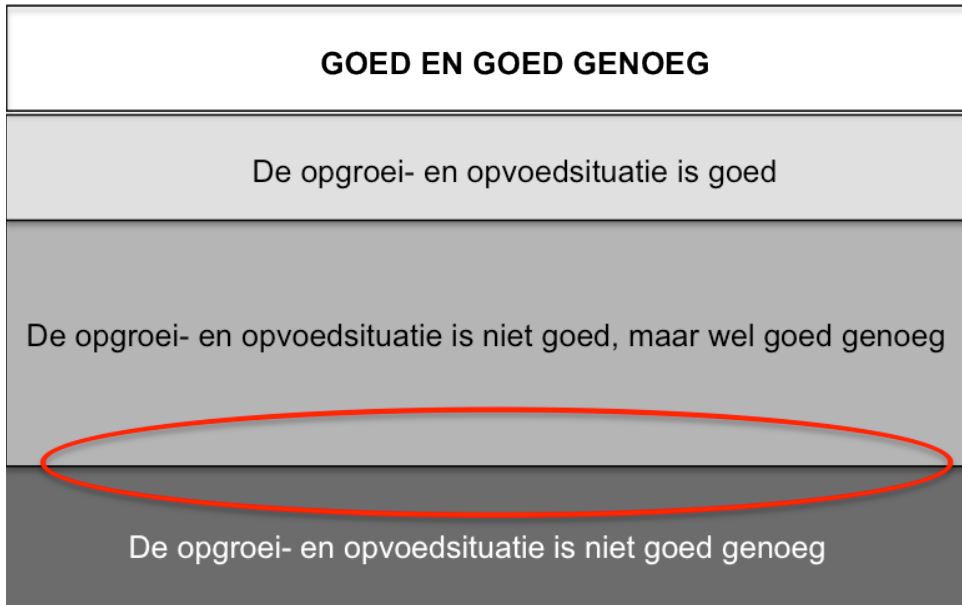 GOED EN GOED GENOEG
De opgroei- en opvoedsituatie is goed
De opgroei- en opvoedsituatie is niet goed, maar wel goed genoeg
De opgroei- en opvoedsituatie is niet goed genoeg